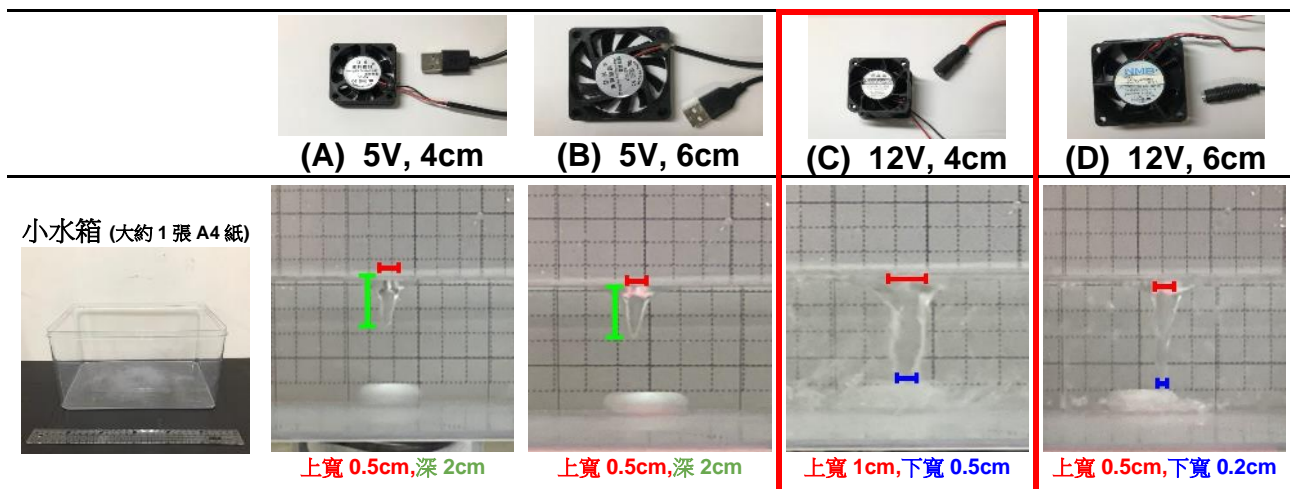 (A) 5V, 4cm
(B) 5V, 6cm
(C) 12V, 4cm
(D) 12V, 6cm
小水箱 (大約 1 張 A4 紙)
上寬 0.5cm,深 2cm
上寬 0.5cm,深 2cm
上寬 1cm,下寬 0.5cm
上寬 0.5cm,下寬 0.2cm
NMB